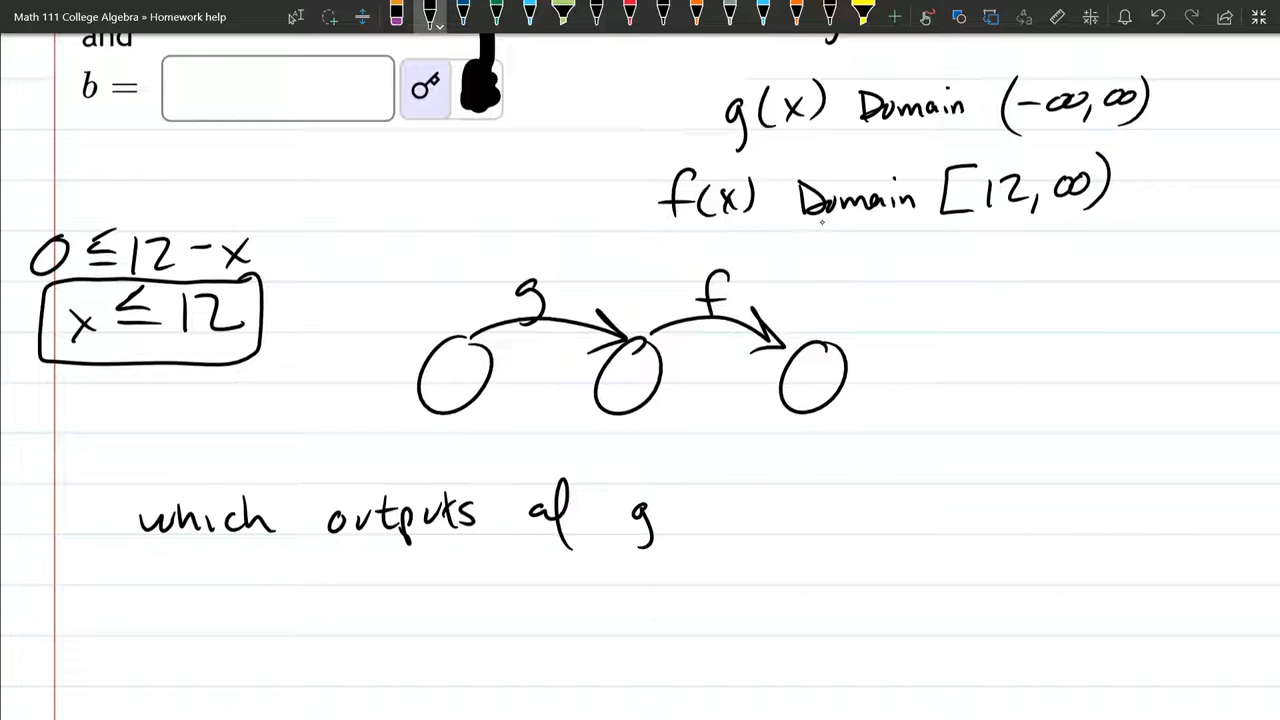 Math 111 College Algebra » Homework help
and
b =
g(x) Domain (-∞, ∞)
f(x) Domain [12, ∞)
0 ≤ 12 - x
x ≤ 12
g f
which outputs of g